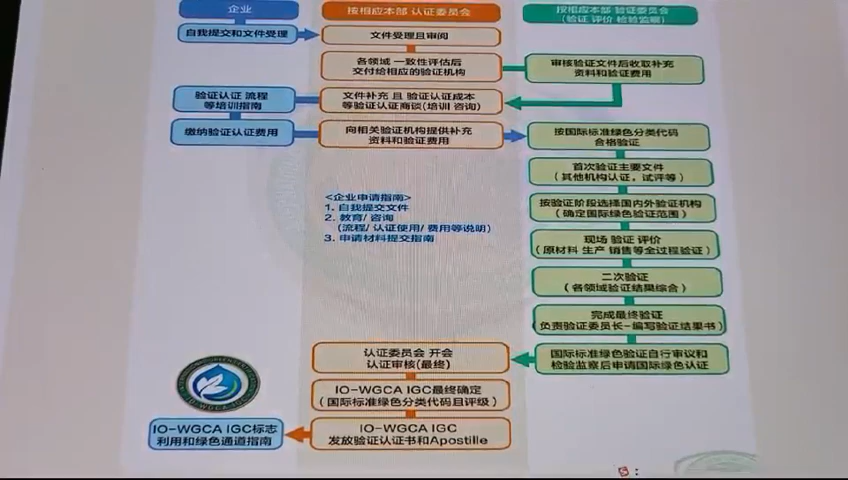 企业
按相应本部 认证委员会
按相应本部 验证委员会
(验证 评价 检验监察)
自我提交和文件受理
文件受理且审阅
各领域 一致性评估后
交付给相应的验证机构
审核验证文件后收取补充
资料和验证费用
验证认证 流程
等培训指南
文件补充 且 验证认证成本
等验证认证商谈(培训 咨询)
缴纳验证认证费用
向相关验证机构提供补充
资料和验证费用
按国际标准绿色分类代码
合格验证
首次验证主要文件
(其他机构认证, 试评等)
按验证阶段选择国内外验证机构
(确定国际绿色验证范围)
<企业申请指南>
1. 自我提交文件
2. 教育/ 咨询
(流程/ 认证使用/ 费用等说明)
3. 申请材料提交指南
现场 验证 评价
(原材料 生产 销售等全过程验证)
二次验证
(各领域验证结果综合)
完成最终验证
(负责验证委员长-编写验证结果书)
认证委员会 开会
认证审核(最终)
国际标准绿色验证自行审议和
检验监察后申请国际绿色认证
IO-WGCA IGC最终确定
(国际标准绿色分类代码且评级)
IO-WGCA IGC
IO-WGCA IGC标志
利用和绿色通道指南
IO-WGCA IGC
发放验证认证书和Apostille